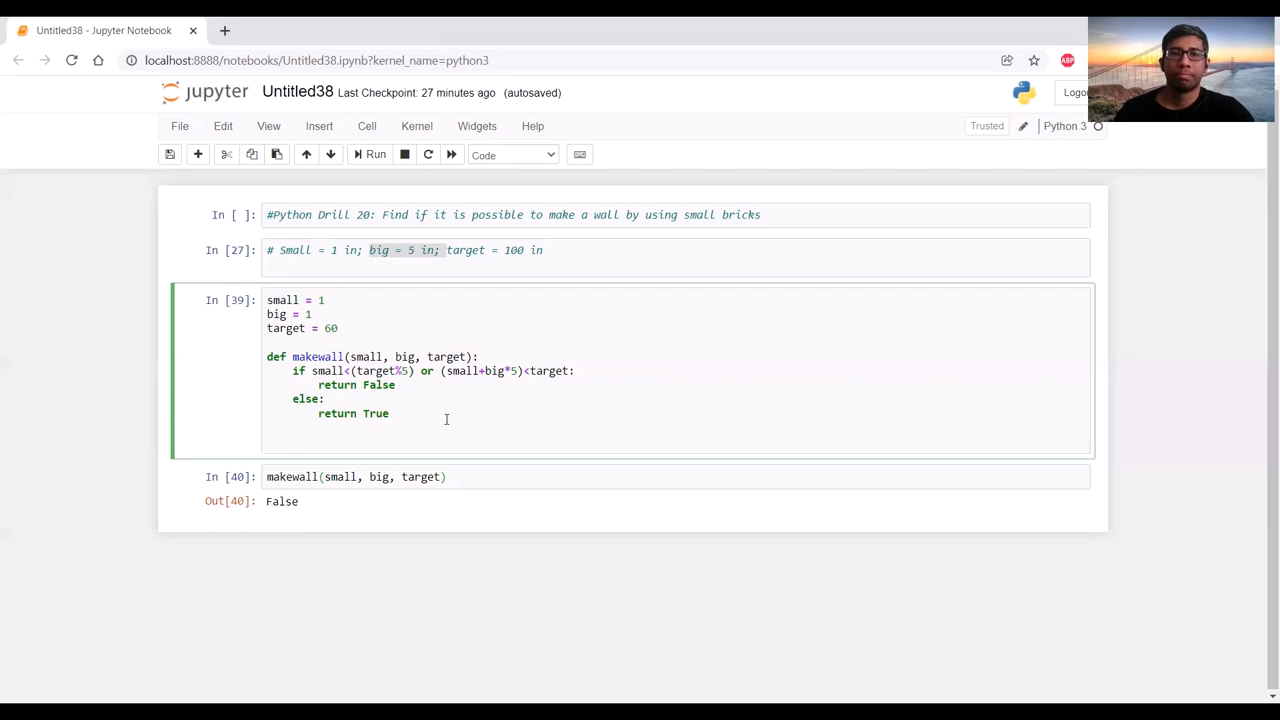 Untitled38 - Jupyter Notebook
localhost:8888/notebooks/Untitled38.ipynb?kernel_name=python3
ABP
jupyter Untitled38 Last Checkpoint: 27 minutes ago (autosaved)
Logo
File Edit View Insert Cell Kernel Widgets Help
Trusted Python 3
Run Code
In [ ]: #Python Drill 20: Find if it is possible to make a wall by using small bricks
In [27]: # Small = 1 in; big = 5 in; target = 100 in
In [39]: small = 1
big = 1
target = 60
def makewall(small, big, target):
if small<(target%5) or (small+big*5)<target:
return False
else:
return True
In [40]: makewall(small, big, target)
Out[40]: False